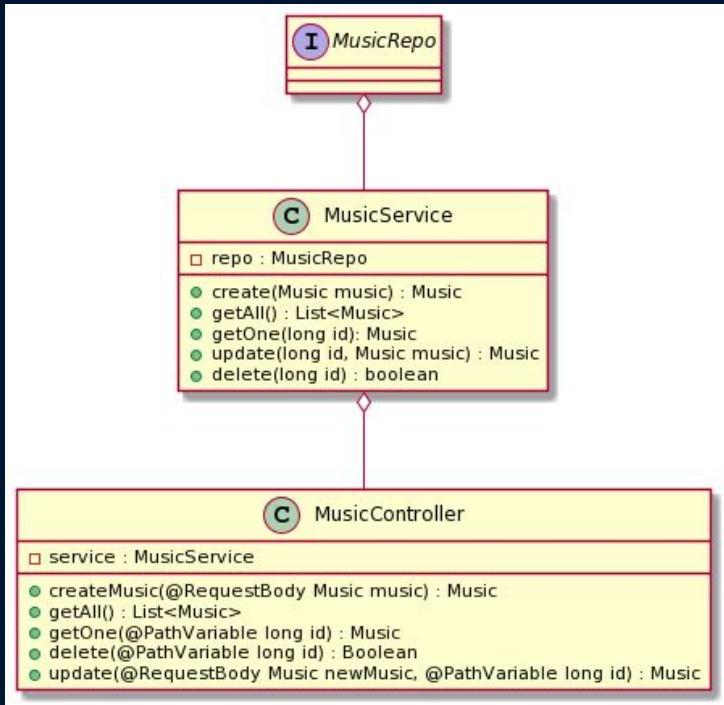 I MusicRepo
C MusicService
repo : MusicRepo
create(Music music) : Music
getAll() : List<Music>
getOne(long id): Music
update(long id, Music music) : Music
delete(long id) : boolean
C MusicController
service : MusicService
createMusic(@RequestBody Music music) : Music
getAll() : List<Music>
getOne(@PathVariable long id) : Music
delete(@PathVariable long id) : Boolean
update(@RequestBody Music newMusic, @PathVariable long id) : Music